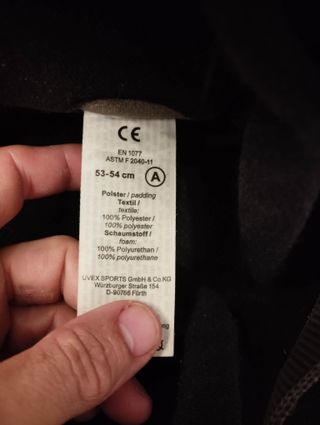 CE
EN 1077
ASTM F 2040-11
53-54 cm A
Polster / padding
Textil /
textile:
100% Polyester /
100% polyester
Schaumstoff /
foam:
100% Polyurethan /
100% polyurethane
UVEX SPORTS GmbH & Co KG
Würzburger Straße 154
D-90766 Fürth